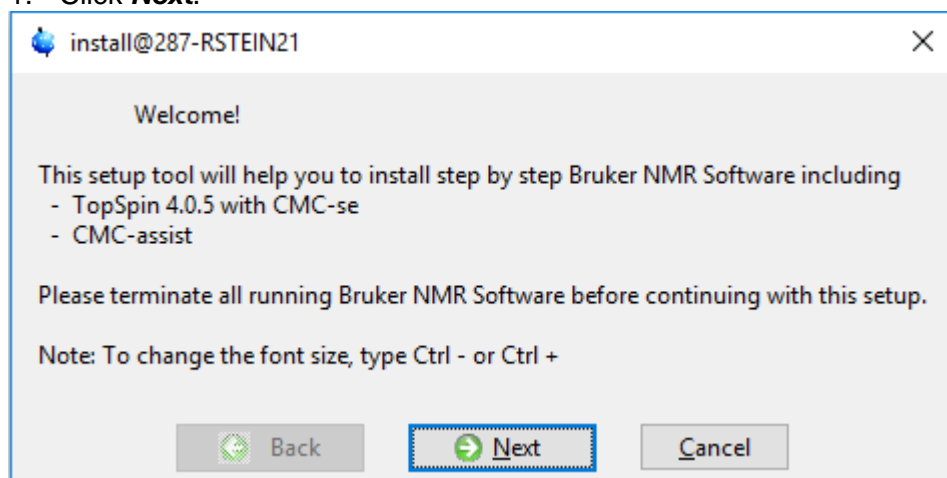 1. Click Next.
install@287-RSTEIN21
Welcome!
This setup tool will help you to install step by step Bruker NMR Software including
- TopSpin 4.0.5 with CMC-se
- CMC-assist
Please terminate all running Bruker NMR Software before continuing with this setup.
Note: To change the font size, type Ctrl - or Ctrl +
Back Next Cancel